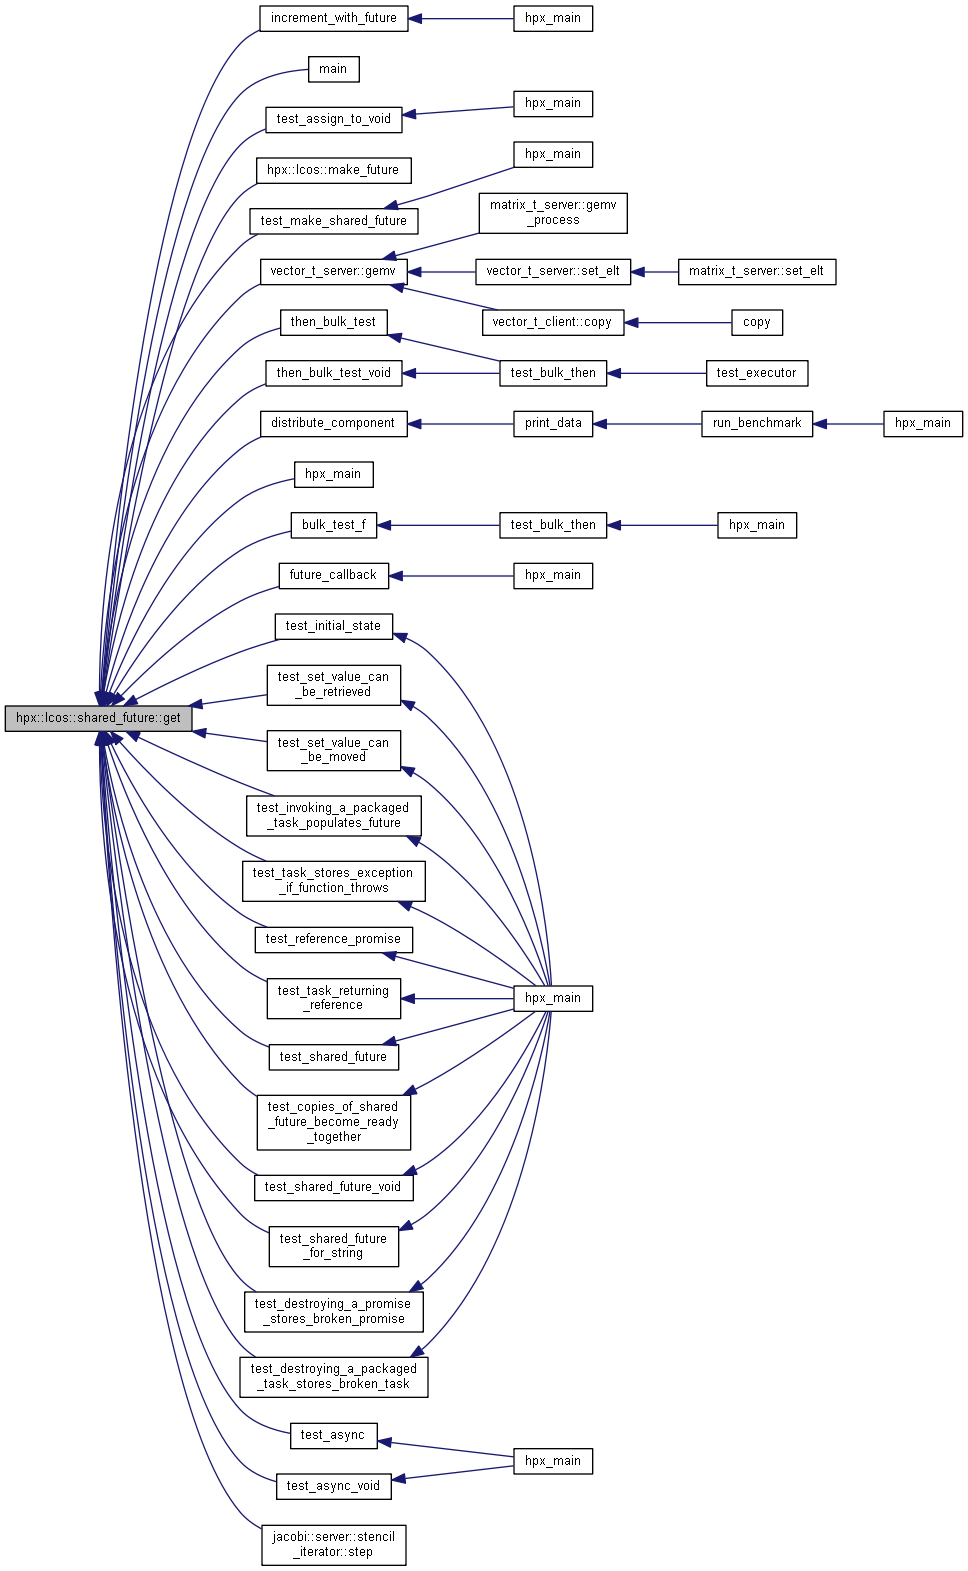 increment_with_future
hpx_main
main
test_assign_to_void
hpx_main
hpx::lcos::make_future
hpx_main
test_make_shared_future
matrix_t_server::gemv
_process
vector_t_server::gemv
vector_t_server::set_elt
matrix_t_server::set_elt
then_bulk_test
vector_t_client::copy
copy
then_bulk_test_void
test_bulk_then
test_executor
distribute_component
print_data
run_benchmark
hpx_main
hpx_main
bulk_test_f
test_bulk_then
hpx_main
future_callback
hpx_main
test_initial_state
test_set_value_can
_be_retrieved
hpx::lcos::shared_future::get
test_set_value_can
_be_moved
test_invoking_a_packaged
_task_populates_future
test_task_stores_exception
_if_function_throws
test_reference_promise
test_task_returning
_reference
hpx_main
test_shared_future
test_copies_of_shared
_future_become_ready
_together
test_shared_future_void
test_shared_future
_for_string
test_destroying_a_promise
_stores_broken_promise
test_destroying_a_packaged
_task_stores_broken_task
test_async
hpx_main
test_async_void
jacobi::server::stencil
_iterator::step